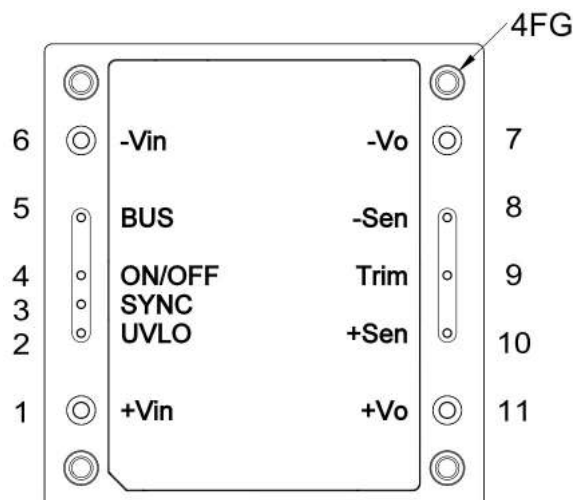 4FG
6 -Vin -Vo 7
5 BUS -Sen 8
4 ON/OFF Trim 9
3 SYNC
2 UVLO +Sen 10
1 +Vin +Vo 11